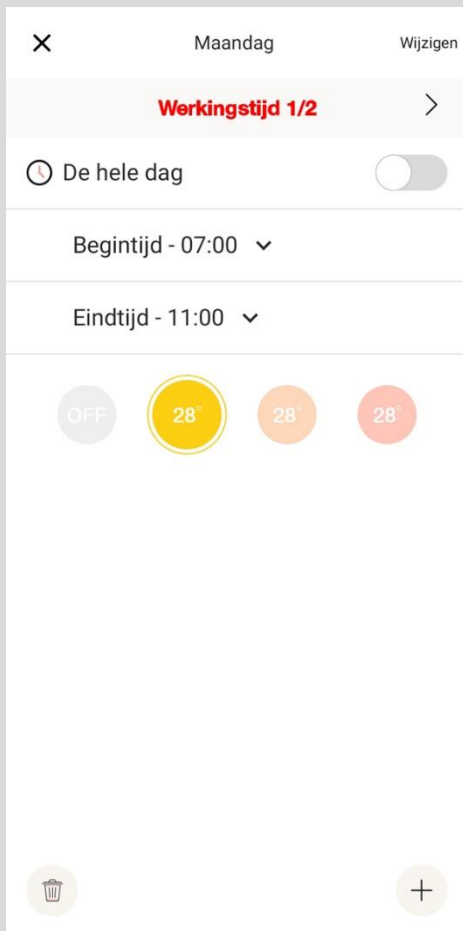 Maandag Wijzigen
Werkingstijd 1/2
De hele dag
Begintijd - 07:00
Eindtijd - 11:00
OFF 28° 28° 28°